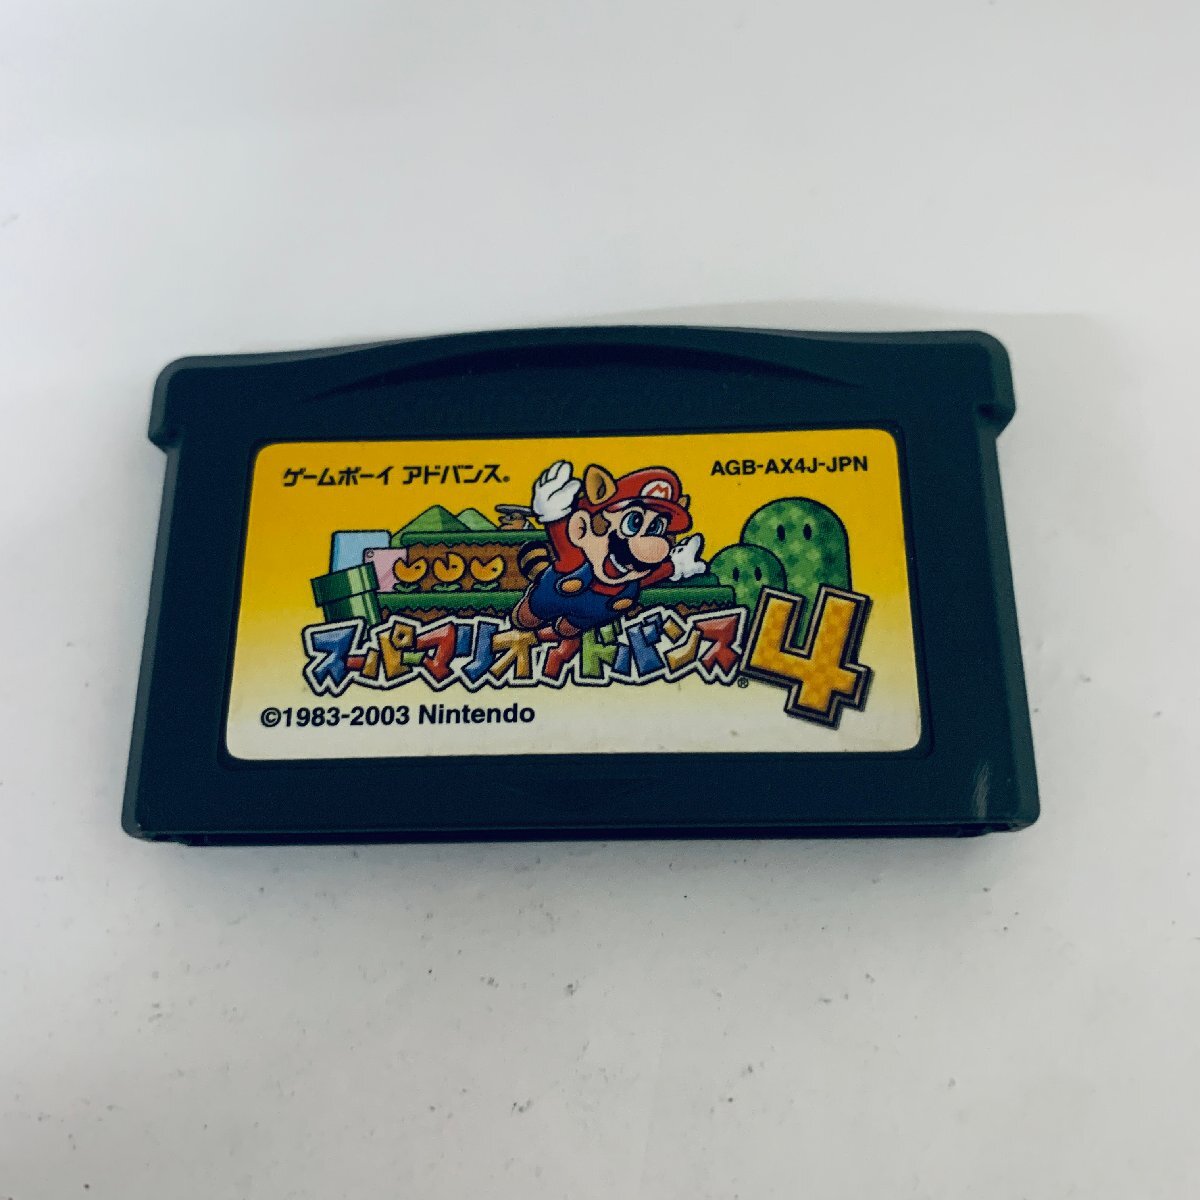 ゲームボーイ アドバンス®
AGB-AX4J-JPN
M
スーパーマリオアドバンス4®
©1983-2003 Nintendo